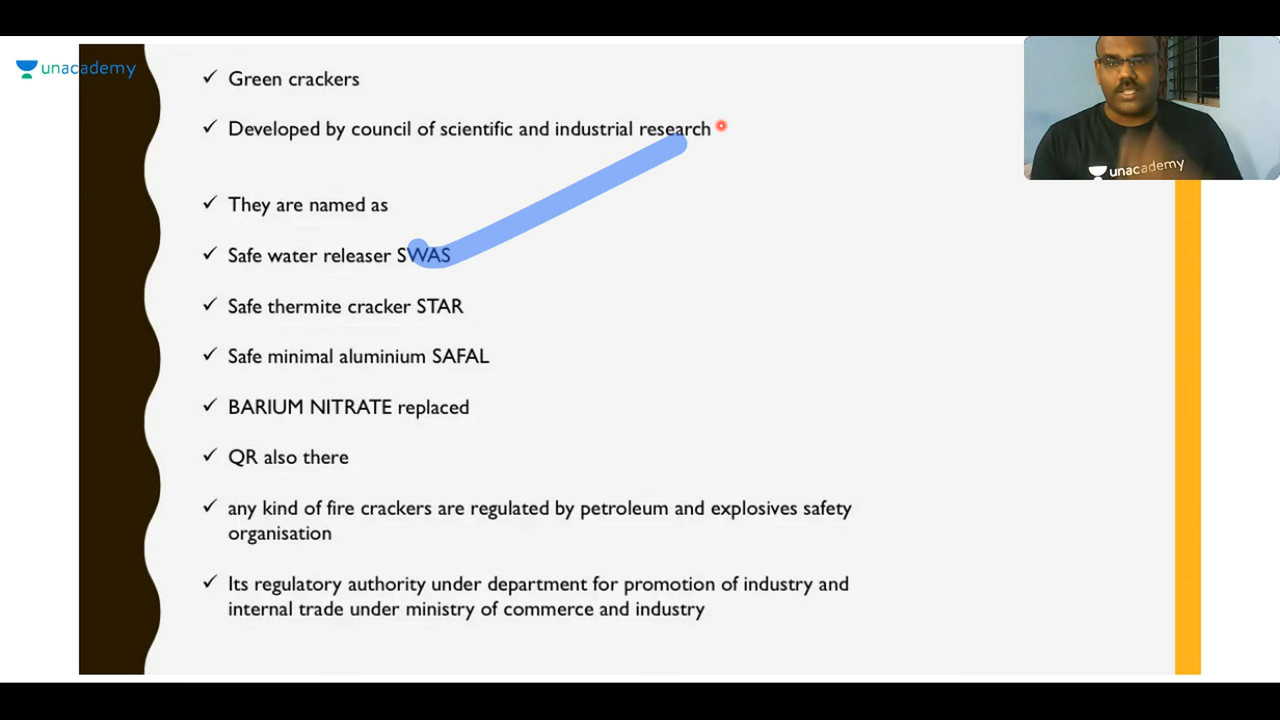 unacademy
Green crackers
Developed by council of scientific and industrial research
unacademy
They are named as
Safe water releaser SWAS
Safe thermite cracker STAR
Safe minimal aluminium SAFAL
BARIUM NITRATE replaced
QR also there
any kind of fire crackers are regulated by petroleum and explosives safety
organisation
Its regulatory authority under department for promotion of industry and
internal trade under ministry of commerce and industry